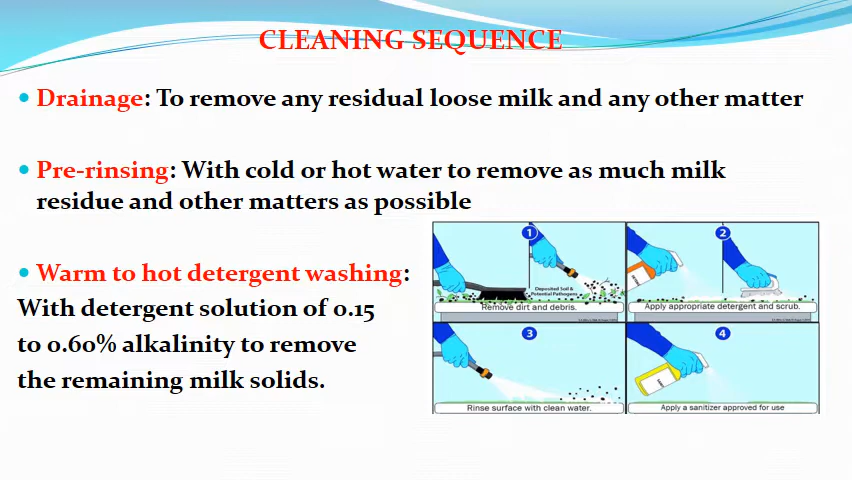 CLEANING SEQUENCE
Drainage: To remove any residual loose milk and any other matter
Pre-rinsing: With cold or hot water to remove as much milk
residue and other matters as possible
Warm to hot detergent washing:
With detergent solution of 0.15
to 0.60% alkalinity to remove
the remaining milk solids.
1
Deposited Soil &
Potential Pathogens
Remove dirt and debris.
2
Apply appropriate detergent and scrub.
3
Rinse surface with clean water.
4
Apply a sanitizer approved for use